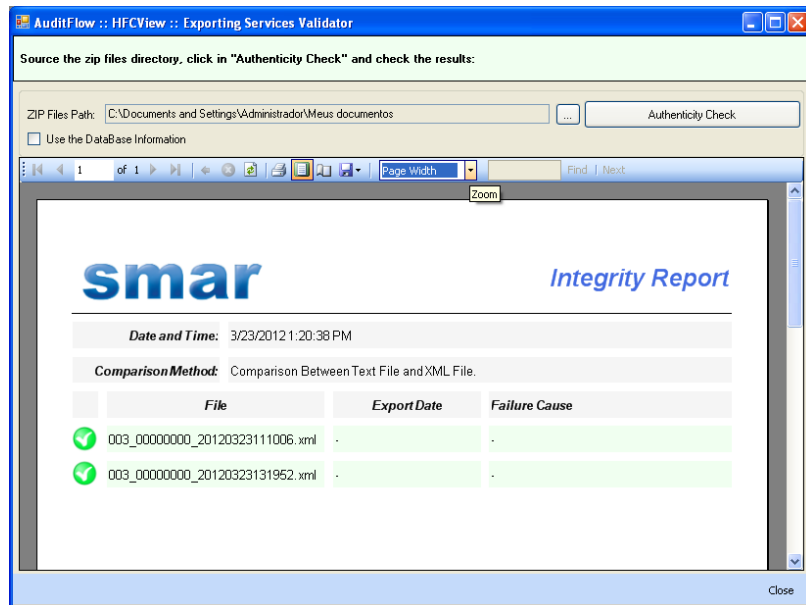 AuditFlow :: HFCView :: Exporting Services Validator
Source the zip files directory, click in "Authenticity Check" and check the results:
ZIP Files Path: C:\Documents and Settings\Administrador\Meus documentos ... Authenticity Check
Use the DataBase Information
1 of 1 Page Width Find | Next
Zoom
smar Integrity Report
Date and Time: 3/23/2012 1:20:38 PM
Comparison Method: Comparison Between Text File and XML File.
File Export Date Failure Cause
003_00000000_20120323111006.xml - -
003_00000000_20120323131952.xml - -
Close